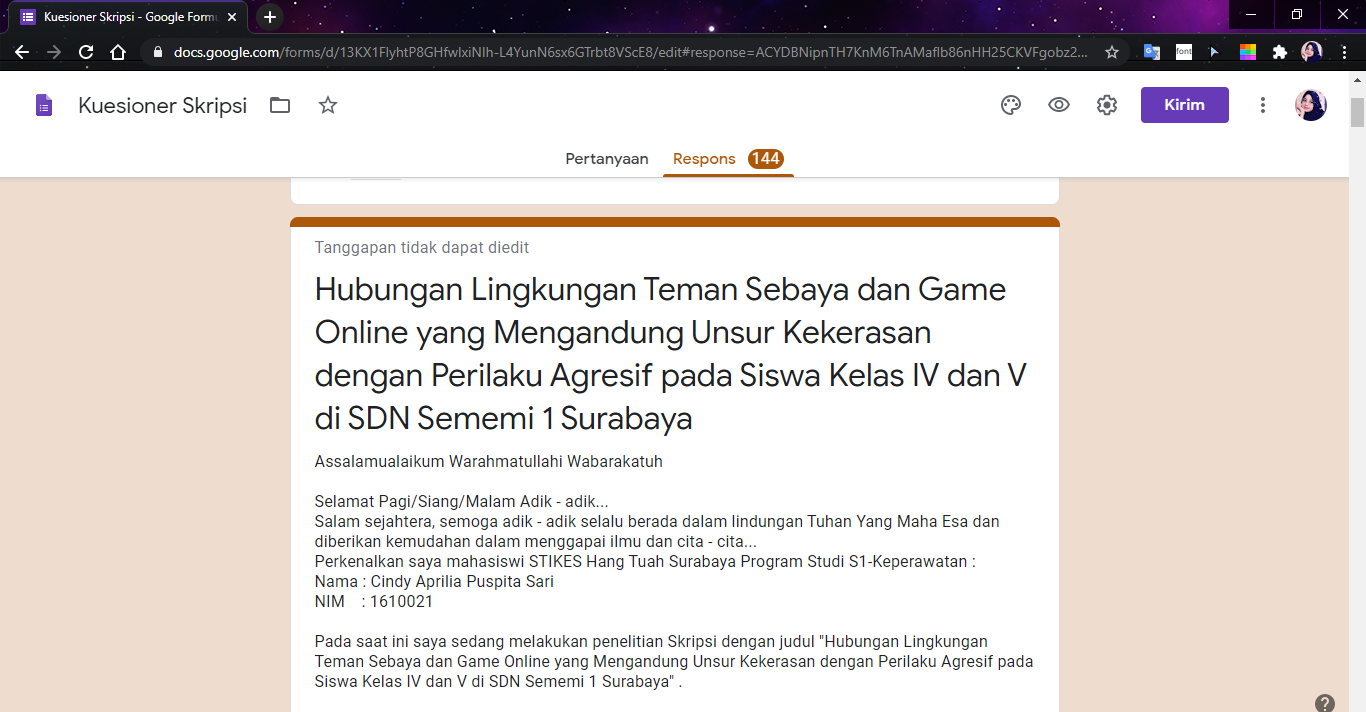 Kuesioner Skripsi - Google Formu
docs.google.com/forms/d/13KX1FlyhtP8GHfwlxiNIh-L4YunN6sx6GTrbt8VScE8/edit#response=ACYDBNipnTH7KnM6TnAMaflb86nHH25CKVFgobz2...
font
Kuesioner Skripsi
Kirim
Pertanyaan Respons 144
Tanggapan tidak dapat diedit
Hubungan Lingkungan Teman Sebaya dan Game
Online yang Mengandung Unsur Kekerasan
dengan Perilaku Agresif pada Siswa Kelas IV dan V
di SDN Sememi 1 Surabaya
Assalamualaikum Warahmatullahi Wabarakatuh
Selamat Pagi/Siang/Malam Adik - adik...
Salam sejahtera, semoga adik - adik selalu berada dalam lindungan Tuhan Yang Maha Esa dan
diberikan kemudahan dalam menggapai ilmu dan cita - cita...
Perkenalkan saya mahasiswi STIKES Hang Tuah Surabaya Program Studi S1-Keperawatan :
Nama : Cindy Aprilia Puspita Sari
NIM : 1610021
Pada saat ini saya sedang melakukan penelitian Skripsi dengan judul "Hubungan Lingkungan
Teman Sebaya dan Game Online yang Mengandung Unsur Kekerasan dengan Perilaku Agresif pada
Siswa Kelas IV dan V di SDN Sememi 1 Surabaya" .